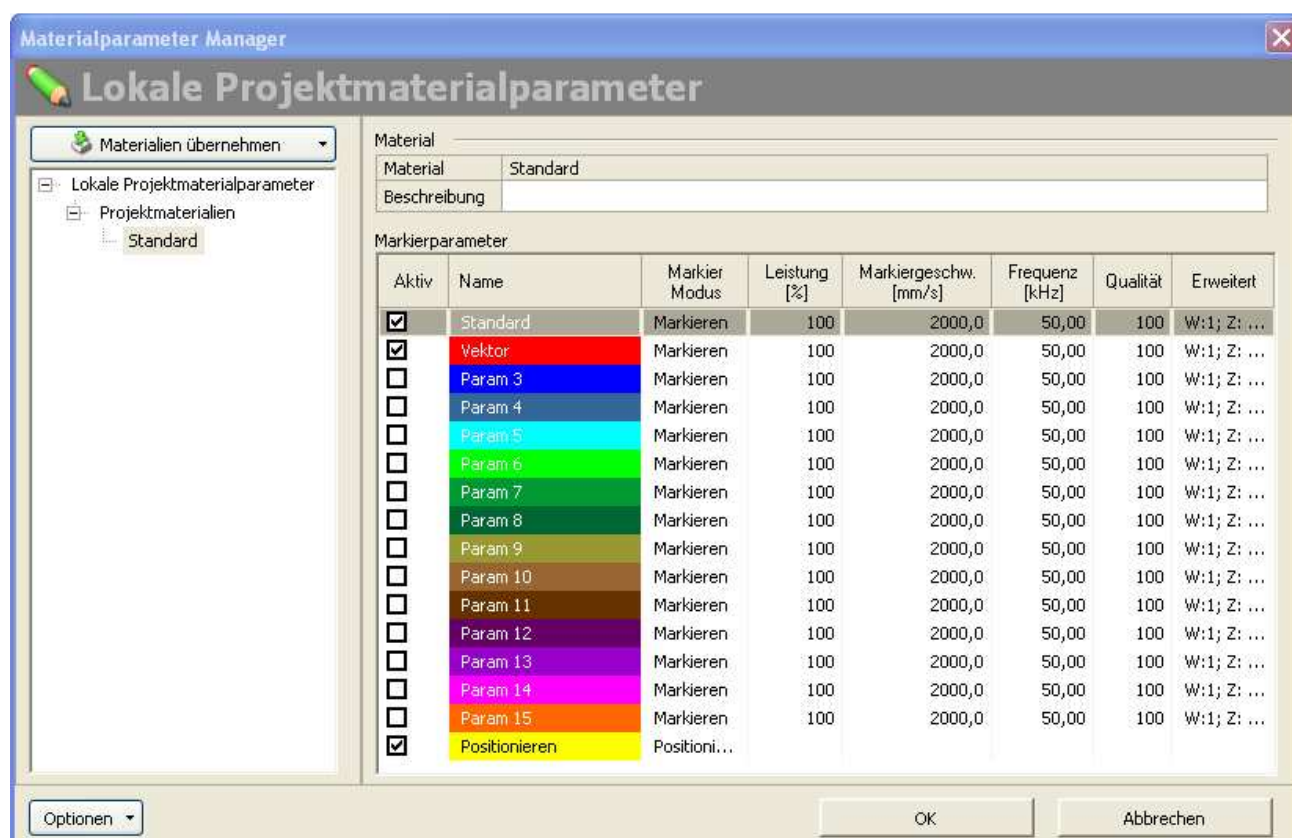 Materialparameter Manager
Lokale Projektmaterialparameter
Materialien übernehmen
Lokale Projektmaterialparameter
Projektmaterialien
Standard
Material
Material Standard
Beschreibung
Markierparameter
Aktiv Name Markier Modus Leistung [%] Markiergeschw. [mm/s] Frequenz [kHz] Qualität Erweitert
Standard Markieren 100 2000,0 50,00 100 W:1; Z: ...
Vektor Markieren 100 2000,0 50,00 100 W:1; Z: ...
Param 3 Markieren 100 2000,0 50,00 100 W:1; Z: ...
Param 4 Markieren 100 2000,0 50,00 100 W:1; Z: ...
Param 5 Markieren 100 2000,0 50,00 100 W:1; Z: ...
Param 6 Markieren 100 2000,0 50,00 100 W:1; Z: ...
Param 7 Markieren 100 2000,0 50,00 100 W:1; Z: ...
Param 8 Markieren 100 2000,0 50,00 100 W:1; Z: ...
Param 9 Markieren 100 2000,0 50,00 100 W:1; Z: ...
Param 10 Markieren 100 2000,0 50,00 100 W:1; Z: ...
Param 11 Markieren 100 2000,0 50,00 100 W:1; Z: ...
Param 12 Markieren 100 2000,0 50,00 100 W:1; Z: ...
Param 13 Markieren 100 2000,0 50,00 100 W:1; Z: ...
Param 14 Markieren 100 2000,0 50,00 100 W:1; Z: ...
Param 15 Markieren 100 2000,0 50,00 100 W:1; Z: ...
Positionieren Positioni...
Optionen OK Abbrechen